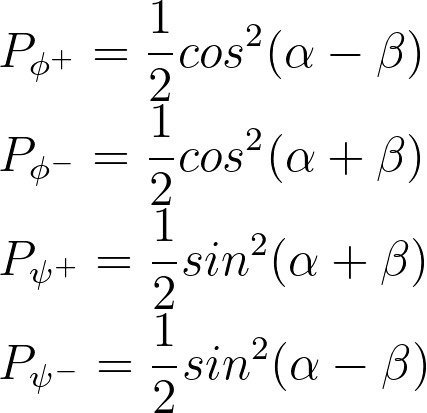 P_{\phi^+} = \frac{1}{2}cos^2(\alpha - \beta)
P_{\phi^-} = \frac{1}{2}cos^2(\alpha + \beta)
P_{\psi^+} = \frac{1}{2}sin^2(\alpha + \beta)
P_{\psi^-} = \frac{1}{2}sin^2(\alpha - \beta)